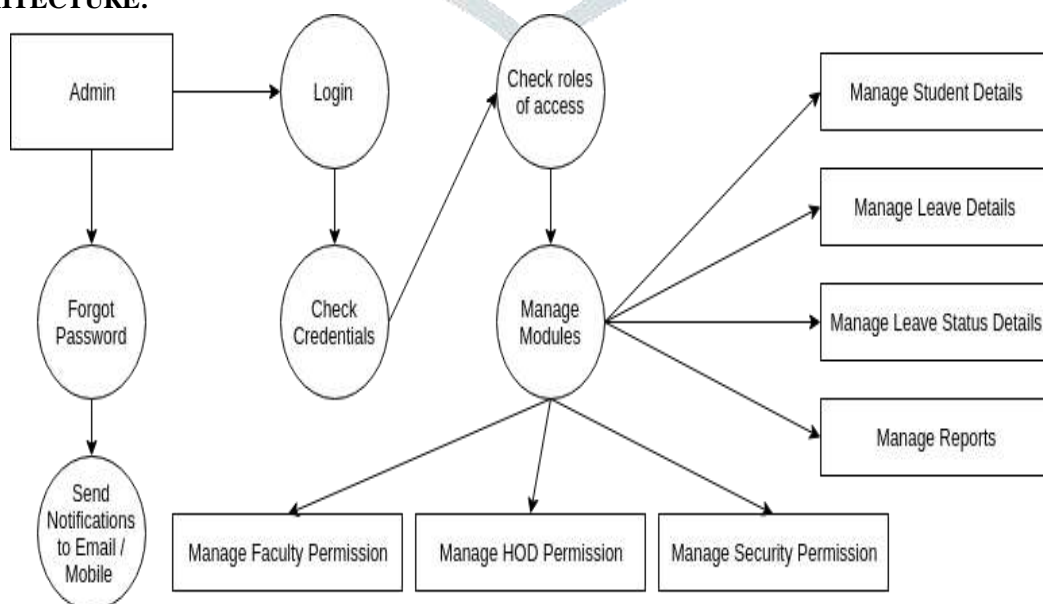 Admin
Login
Check roles
of access
Manage Student Details
Manage Leave Details
Forgot
Password
Check
Credentials
Manage
Modules
Manage Leave Status Details
Manage Reports
Send
Notifications
to Email /
Mobile
Manage Faculty Permission
Manage HOD Permission
Manage Security Permission